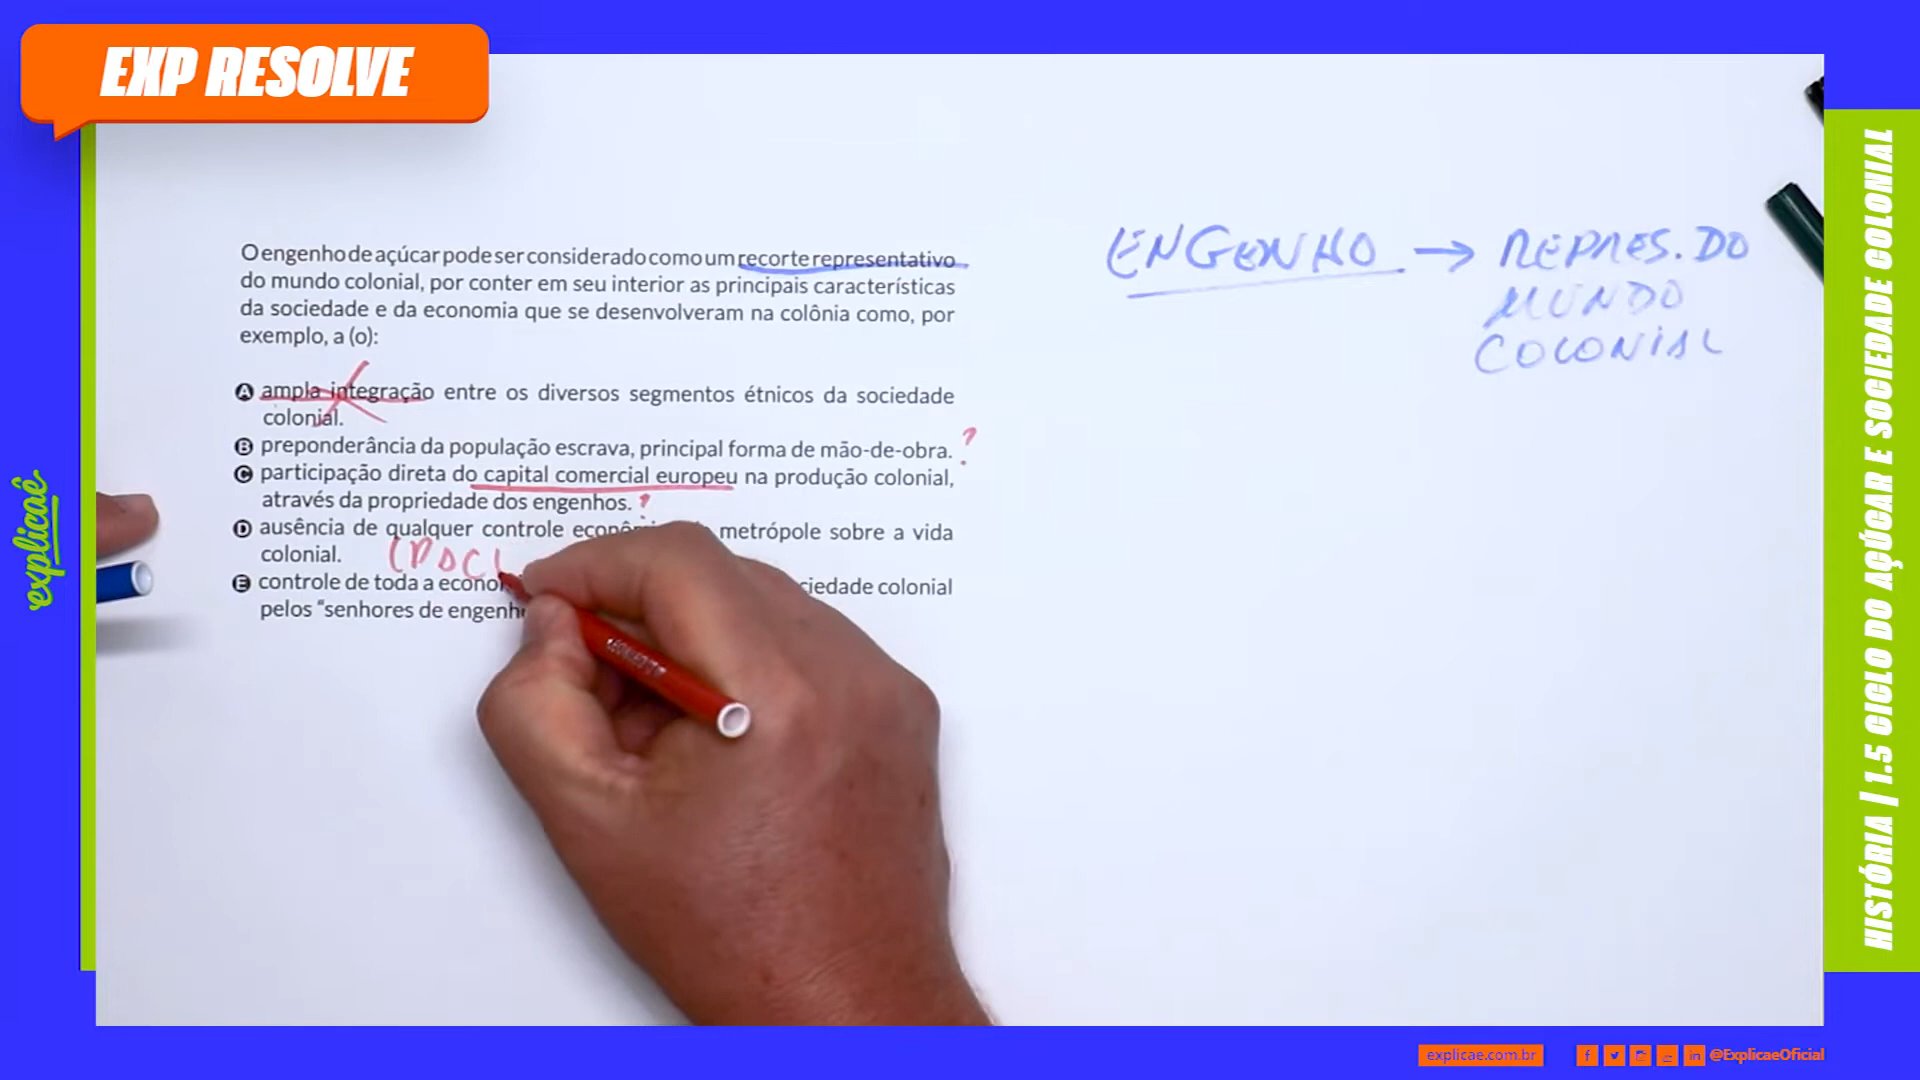 EXP RESOLVE
O engenho de açúcar pode ser considerado como um recorte representativo
do mundo colonial, por conter em seu interior as principais características
da sociedade e da economia que se desenvolveram na colônia como, por
exemplo, a (o):
A ampla integração entre os diversos segmentos étnicos da sociedade
colonial.
B preponderância da população escrava, principal forma de mão-de-obra. ?
C participação direta do capital comercial europeu na produção colonial,
através da propriedade dos engenhos. ?
D ausência de qualquer controle metrópole sobre a vida
colonial. (PAC
E controle de toda a colonial
pelos "senhores de
ENGENHO → REPRES. DO
MUNDO
COLONIAL
explicaê
HISTÓRIA | 1.5 CICLO DO AÇÚCAR E SOCIEDADE COLONIAL
explicae.com.br
@ExplicaeOficial